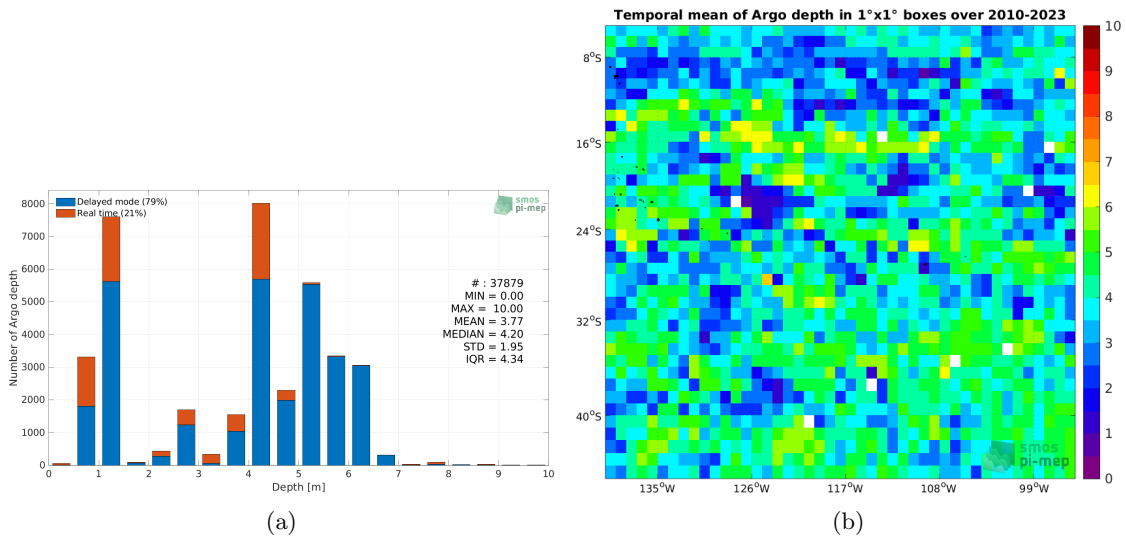 Temporal mean of Argo depth in 1°x1° boxes over 2010-2023
Delayed mode (79%)
Real time (21%)
smos
pi-mep
# : 37879
MIN = 0.00
MAX = 10.00
MEAN = 3.77
MEDIAN = 4.20
STD = 1.95
IQR = 4.34
Number of Argo depth
8000
7000
6000
5000
4000
3000
2000
1000
0
0 1 2 3 4 5 6 7 8 9 10
Depth [m]
(a)
8°S
16°S
24°S
32°S
40°S
135°W 126°W 117°W 108°W 99°W
smos
pi-mep
10
9
8
7
6
5
4
3
2
1
0
(b)